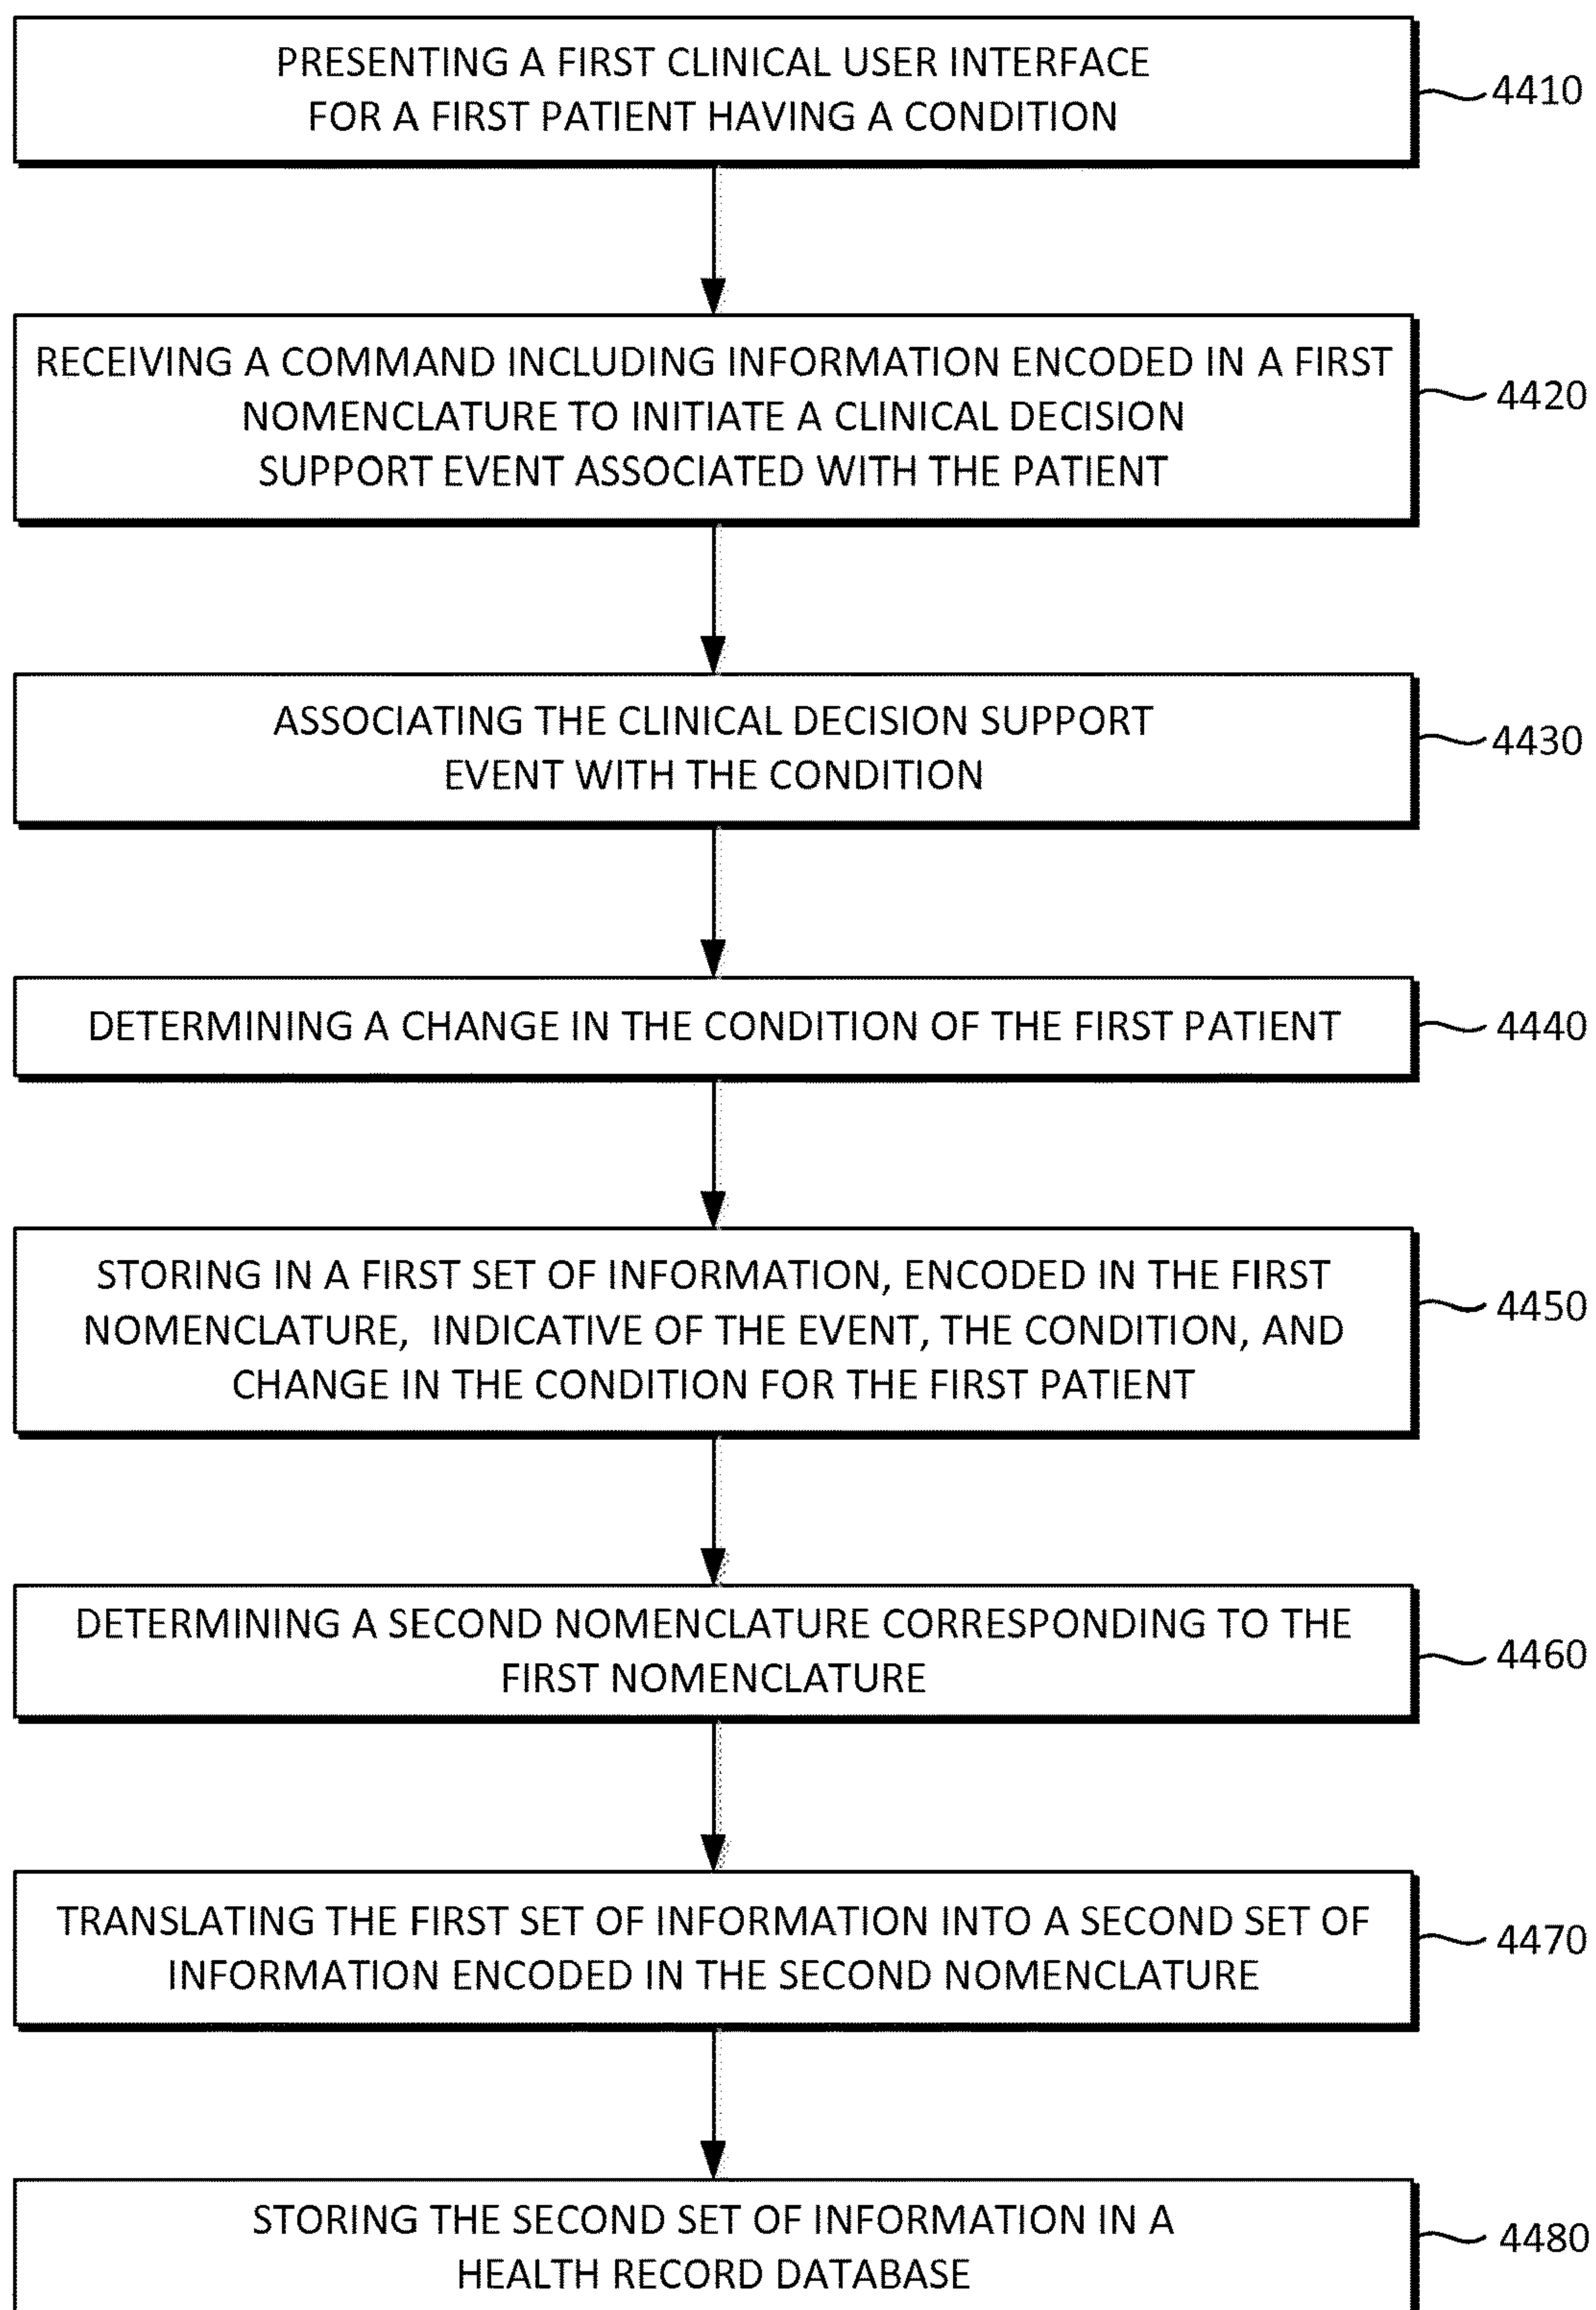 PRESENTING A FIRST CLINICAL USER INTERFACE
FOR A FIRST PATIENT HAVING A CONDITION
4410
RECEIVING A COMMAND INCLUDING INFORMATION ENCODED IN A FIRST
NOMENCLATURE TO INITIATE A CLINICAL DECISION
SUPPORT EVENT ASSOCIATED WITH THE PATIENT
4420
ASSOCIATING THE CLINICAL DECISION SUPPORT
EVENT WITH THE CONDITION
4430
DETERMINING A CHANGE IN THE CONDITION OF THE FIRST PATIENT
4440
STORING IN A FIRST SET OF INFORMATION, ENCODED IN THE FIRST
NOMENCLATURE, INDICATIVE OF THE EVENT, THE CONDITION, AND
CHANGE IN THE CONDITION FOR THE FIRST PATIENT
4450
DETERMINING A SECOND NOMENCLATURE CORRESPONDING TO THE
FIRST NOMENCLATURE
4460
TRANSLATING THE FIRST SET OF INFORMATION INTO A SECOND SET OF
INFORMATION ENCODED IN THE SECOND NOMENCLATURE
4470
STORING THE SECOND SET OF INFORMATION IN A
HEALTH RECORD DATABASE
4480